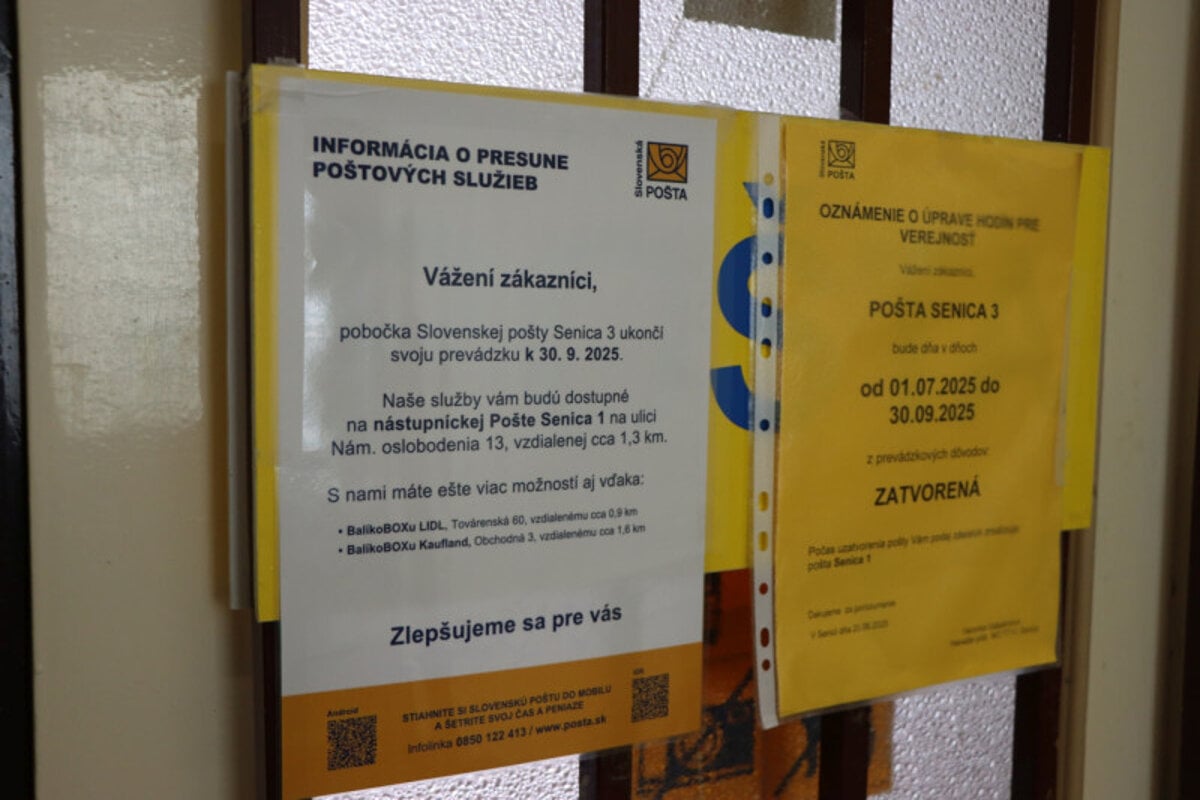 INFORMÁCIA O PRESUNE
POŠTOVÝCH SLUŽIEB
Slovenská
POŠTA
Vážení zákazníci,
pobočka Slovenskej pošty Senica 3 ukončí
svoju prevádzku k 30. 9. 2025.
Naše služby vám budú dostupné
na nástupníckej Pošte Senica 1 na ulici
Nám. oslobodenia 13, vzdialenej cca 1,3 km.
S nami máte ešte viac možností aj vďaka:
• BalíkoBOXu LIDL, Továrenská 60, vzdialenému cca 0,9 km
• BalíkoBOXu Kaufland, Obchodná 3, vzdialenému cca 1,6 km
Zlepšujeme sa pre vás
Android
iOS
STIAHNITE SI SLOVENSKÚ POŠTU DO MOBILU
A ŠETRITE SVOJ ČAS A PENIAZE
Infolinka 0850 122 413 / www.posta.sk
Slovenská
POŠTA
OZNÁMENIE O ÚPRAVE HODÍN PRE
VEREJNOSŤ
Vážení zákazníci,
POŠTA SENICA 3
bude dňa v dňoch
od 01.07.2025 do
30.09.2025
z prevádzkových dôvodov:
ZATVORENÁ
Počas uzatvorenia pošty Vám podaj zásielok
pošta Senica 1
Ďakujeme za porozumenie
V Senici dňa